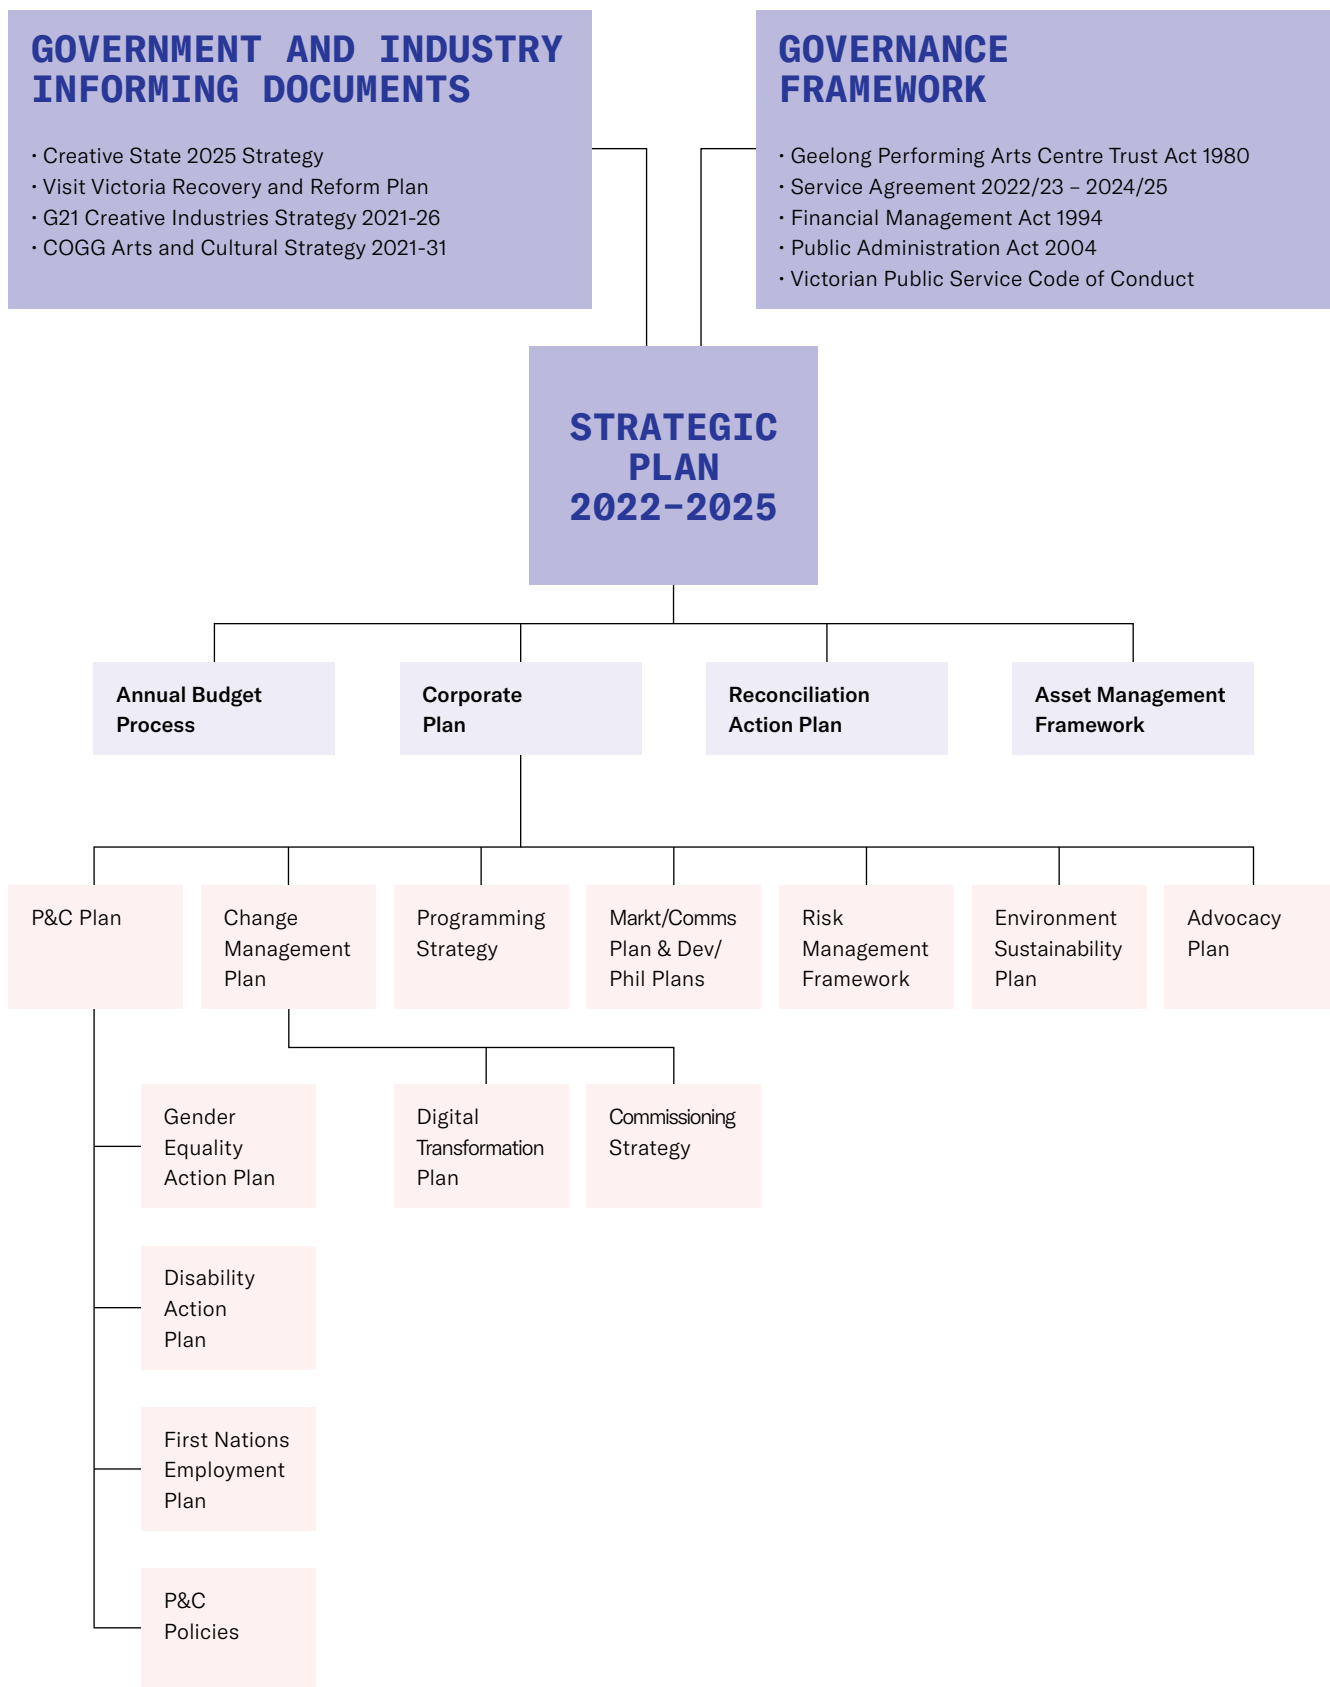 GOVERNMENT AND INDUSTRY
INFORMING DOCUMENTS
· Creative State 2025 Strategy
· Visit Victoria Recovery and Reform Plan
· G21 Creative Industries Strategy 2021-26
· COGG Arts and Cultural Strategy 2021-31
GOVERNANCE
FRAMEWORK
· Geelong Performing Arts Centre Trust Act 1980
· Service Agreement 2022/23 – 2024/25
· Financial Management Act 1994
· Public Administration Act 2004
· Victorian Public Service Code of Conduct
STRATEGIC
PLAN
2022–2025
Annual Budget
Process
Corporate
Plan
Reconciliation
Action Plan
Asset Management
Framework
P&C Plan
Change
Management
Plan
Programming
Strategy
Markt/Comms
Plan & Dev/
Phil Plans
Risk
Management
Framework
Environment
Sustainability
Plan
Advocacy
Plan
Gender
Equality
Action Plan
Digital
Transformation
Plan
Commissioning
Strategy
Disability
Action
Plan
First Nations
Employment
Plan
P&C
Policies